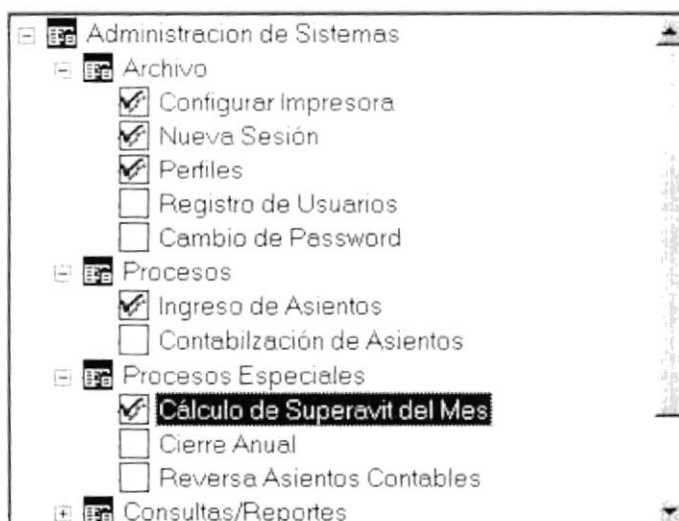 Administracion de Sistemas
Archivo
Configurar Impresora
Nueva Sesión
Perfiles
Registro de Usuarios
Cambio de Password
Procesos
Ingreso de Asientos
Contabilzación de Asientos
Procesos Especiales
Cálculo de Superavit del Mes
Cierre Anual
Reversa Asientos Contables
Consultas/Reportes